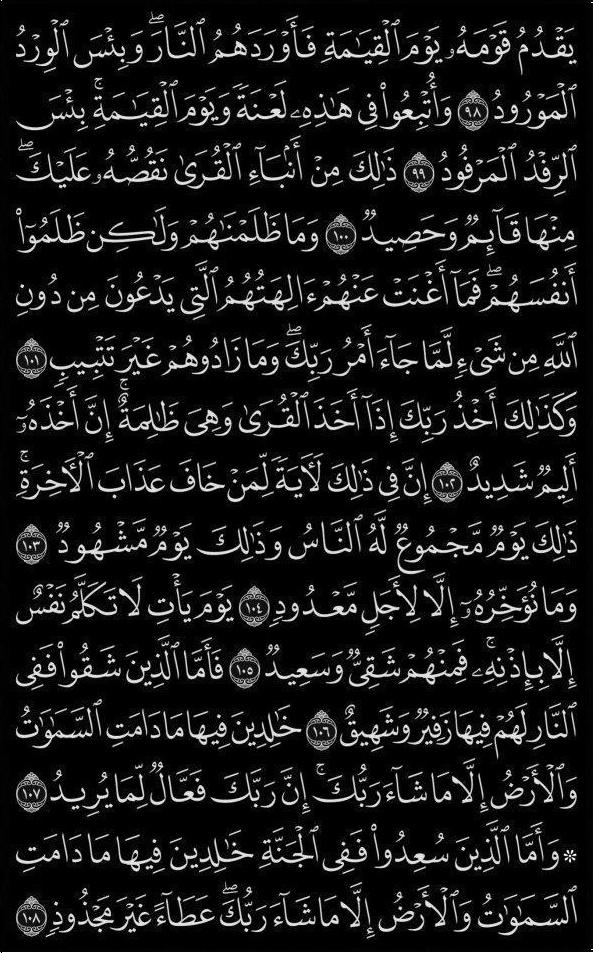 يَقْدُمُ قَوْمَهُۥ يَوْمَ ٱلْقِيَٰمَةِ فَأَوْرَدَهُمُ ٱلنَّارَۖ وَبِئْسَ ٱلْوِرْدُ
ٱلْمَوْرُودُ ٩٨ وَأُتْبِعُوا۟ فِى هَٰذِهِۦ لَعْنَةً وَيَوْمَ ٱلْقِيَٰمَةِۚ بِئْسَ
ٱلرِّفْدُ ٱلْمَرْفُودُ ٩٩ ذَٰلِكَ مِنْ أَنۢبَآءِ ٱلْقُرَىٰ نَقُصُّهُۥ عَلَيْكَۖ
مِنْهَا قَآئِمٌ وَحَصِيدٌ ١٠٠ وَمَا ظَلَمْنَٰهُمْ وَلَٰكِن ظَلَمُوٓا۟
أَنفُسَهُمْۖ فَمَآ أَغْنَتْ عَنْهُمْ ءَالِهَتُهُمُ ٱلَّتِى يَدْعُونَ مِن دُونِ
ٱللَّهِ مِن شَىْءٍ لَّمَّا جَآءَ أَمْرُ رَبِّكَۖ وَمَا زَادُوهُمْ غَيْرَ تَتْبِيبٍ ١٠١
وَكَذَٰلِكَ أَخْذُ رَبِّكَ إِذَآ أَخَذَ ٱلْقُرَىٰ وَهِىَ ظَٰلِمَةٌۚ إِنَّ أَخْذَهُۥٓ
أَلِيمٌ شَدِيدٌ ١٠٢ إِنَّ فِى ذَٰلِكَ لَءَايَةً لِّمَنْ خَافَ عَذَابَ ٱلْءَاخِرَةِۚ
ذَٰلِكَ يَوْمٌ مَّجْمُوعٌ لَّهُ ٱلنَّاسُ وَذَٰلِكَ يَوْمٌ مَّشْهُودٌ ١٠٣
وَمَا نُؤَخِّرُهُۥٓ إِلَّا لِأَجَلٍ مَّعْدُودٍ ١٠٤ يَوْمَ يَأْتِ لَا تَكَلَّمُ نَفْسٌ
إِلَّا بِإِذْنِهِۦۚ فَمِنْهُمْ شَقِىٌّ وَسَعِيدٌ ١٠٥ فَأَمَّا ٱلَّذِينَ شَقُوا۟ فَفِى
ٱلنَّارِ لَهُمْ فِيهَا زَفِيرٌ وَشَهِيقٌ ١٠٦ خَٰلِدِينَ فِيهَا مَا دَامَتِ ٱلسَّمَٰوَٰتُ
وَٱلْأَرْضُ إِلَّا مَا شَآءَ رَبُّكَۚ إِنَّ رَبَّكَ فَعَّالٌ لِّمَا يُرِيدُ ١٠٧
۞ وَأَمَّا ٱلَّذِينَ سُعِدُوا۟ فَفِى ٱلْجَنَّةِ خَٰلِدِينَ فِيهَا مَا دَامَتِ
ٱلسَّمَٰوَٰتُ وَٱلْأَرْضُ إِلَّا مَا شَآءَ رَبُّكَۖ عَطَآءً غَيْرَ مَجْذُوذٍ ١٠٨